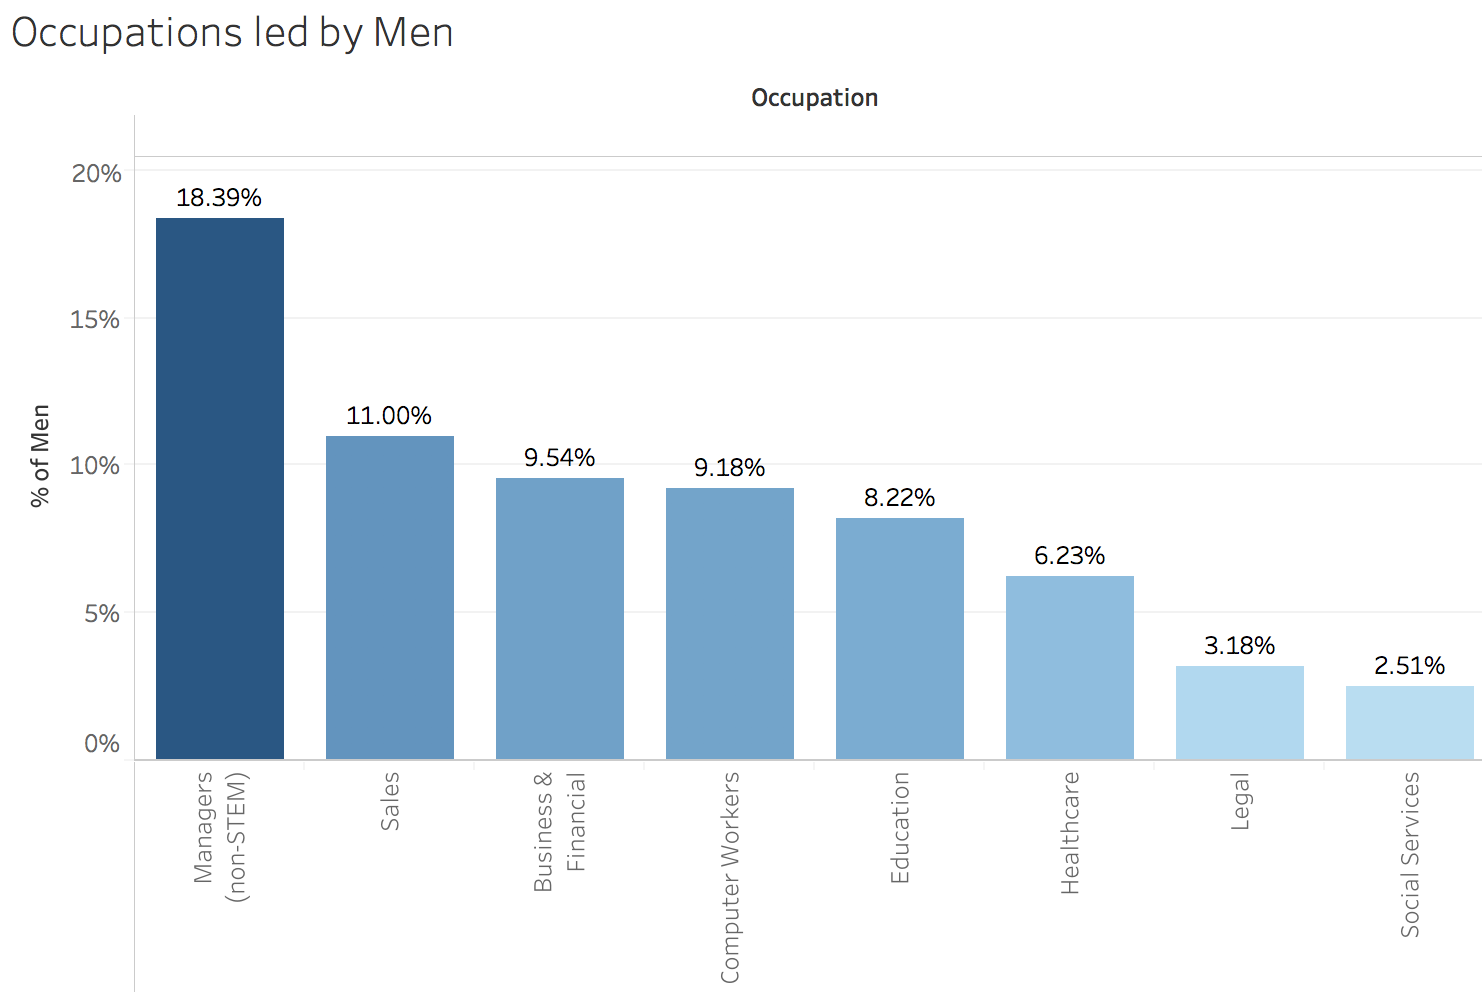 Occupations led by Men
Occupation
% of Men
20%
15%
10%
5%
0%
18.39%
11.00%
9.54%
9.18%
8.22%
6.23%
3.18%
2.51%
Managers
(non-STEM)
Sales
Business &
Financial
Computer Workers
Education
Healthcare
Legal
Social Services